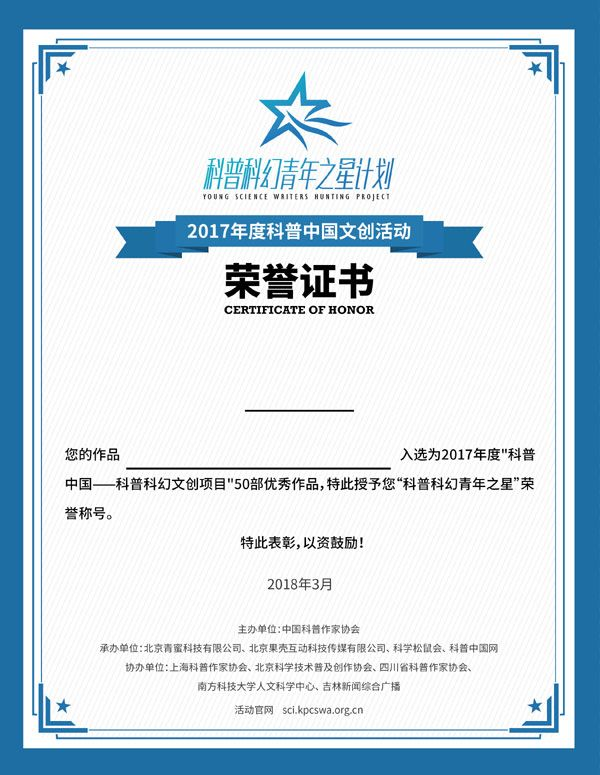 科普科幻青年之星计划
YOUNG SCIENCE WRITERS HUNTING PROJECT
2017年度科普中国文创活动
荣誉证书
CERTIFICATE OF HONOR
您的作品 入选为2017年度"科普
中国——科普科幻文创项目"50部优秀作品,特此授予您“科普科幻青年之星”荣
誉称号。
特此表彰,以资鼓励！
2018年3月
主办单位：中国科普作家协会
承办单位：北京青蜜科技有限公司、北京果壳互动科技传媒有限公司、科学松鼠会、科普中国网
协办单位：上海科普作家协会、北京科学技术普及创作协会、四川省科普作家协会、
南方科技大学人文科学中心、吉林新闻综合广播
活动官网 sci.kpcswa.org.cn